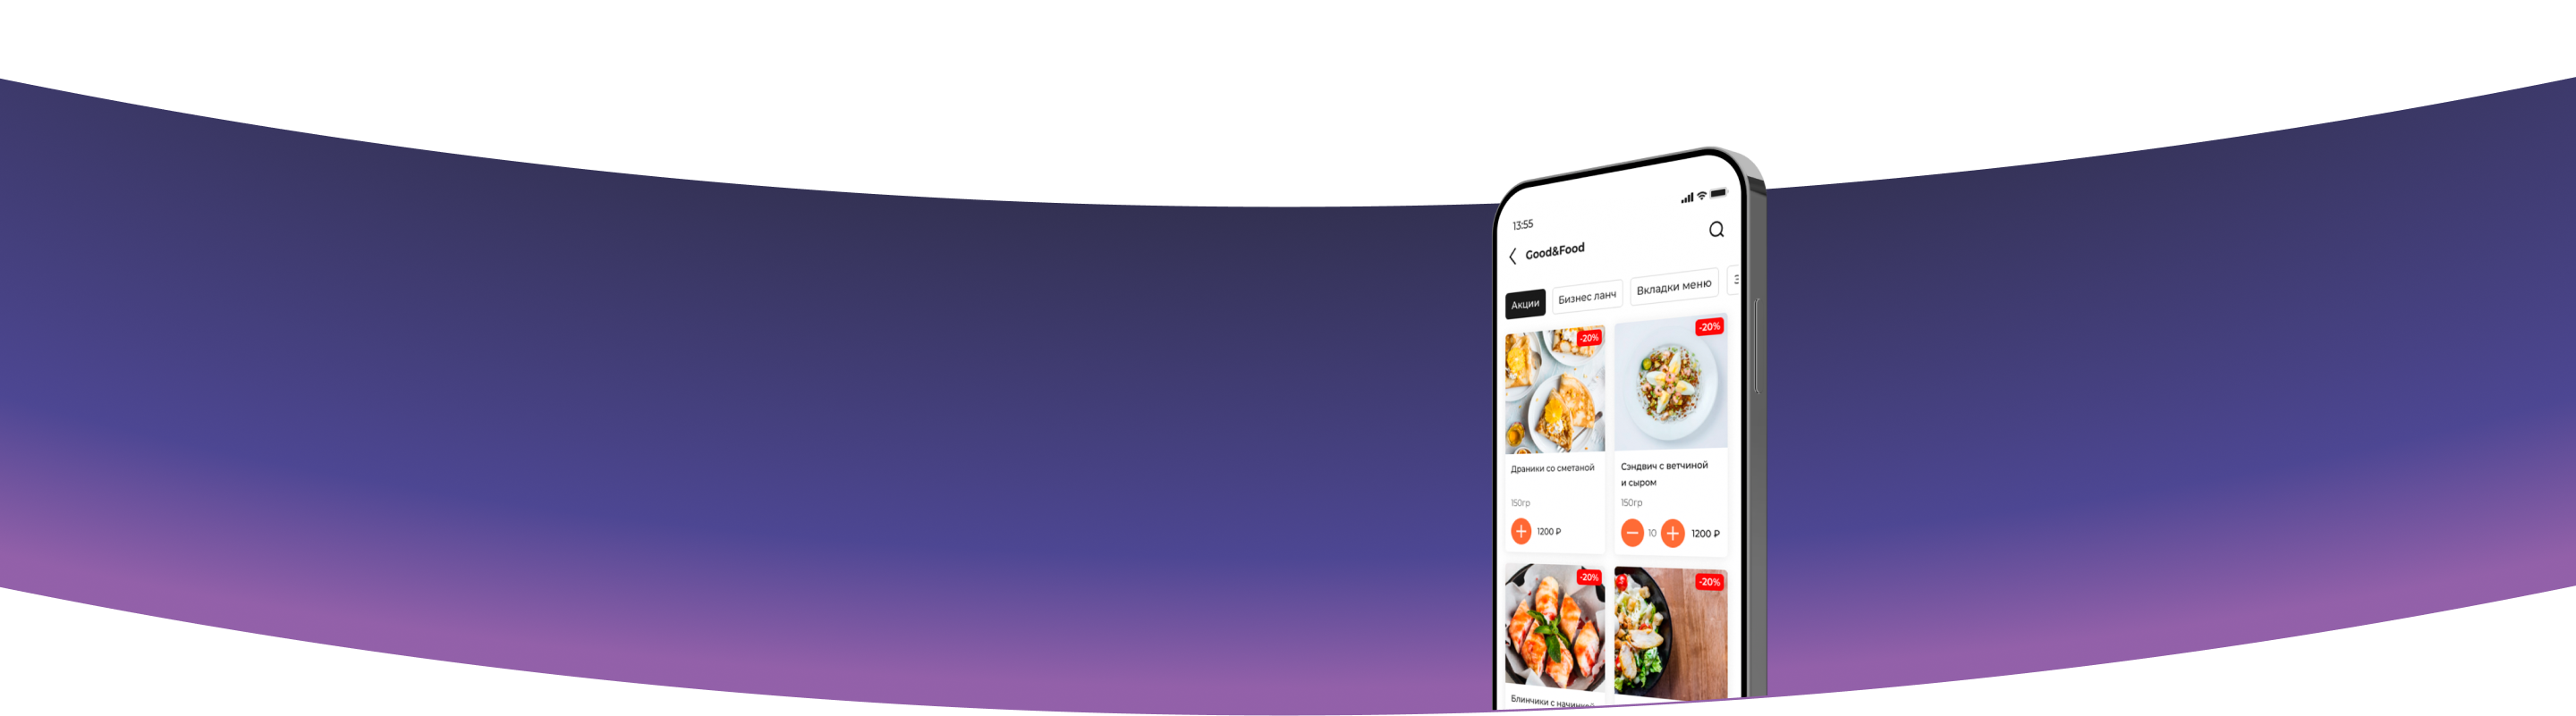 13:55
Good&Food
Акции
Бизнес ланч
Вкладки меню
-20%
-20%
Драники со сметаной
Сэндвич с ветчиной
и сыром
150гр
150гр
1200 ₽
10
1200 ₽
-20%
-20%
Блинчики с начинкой